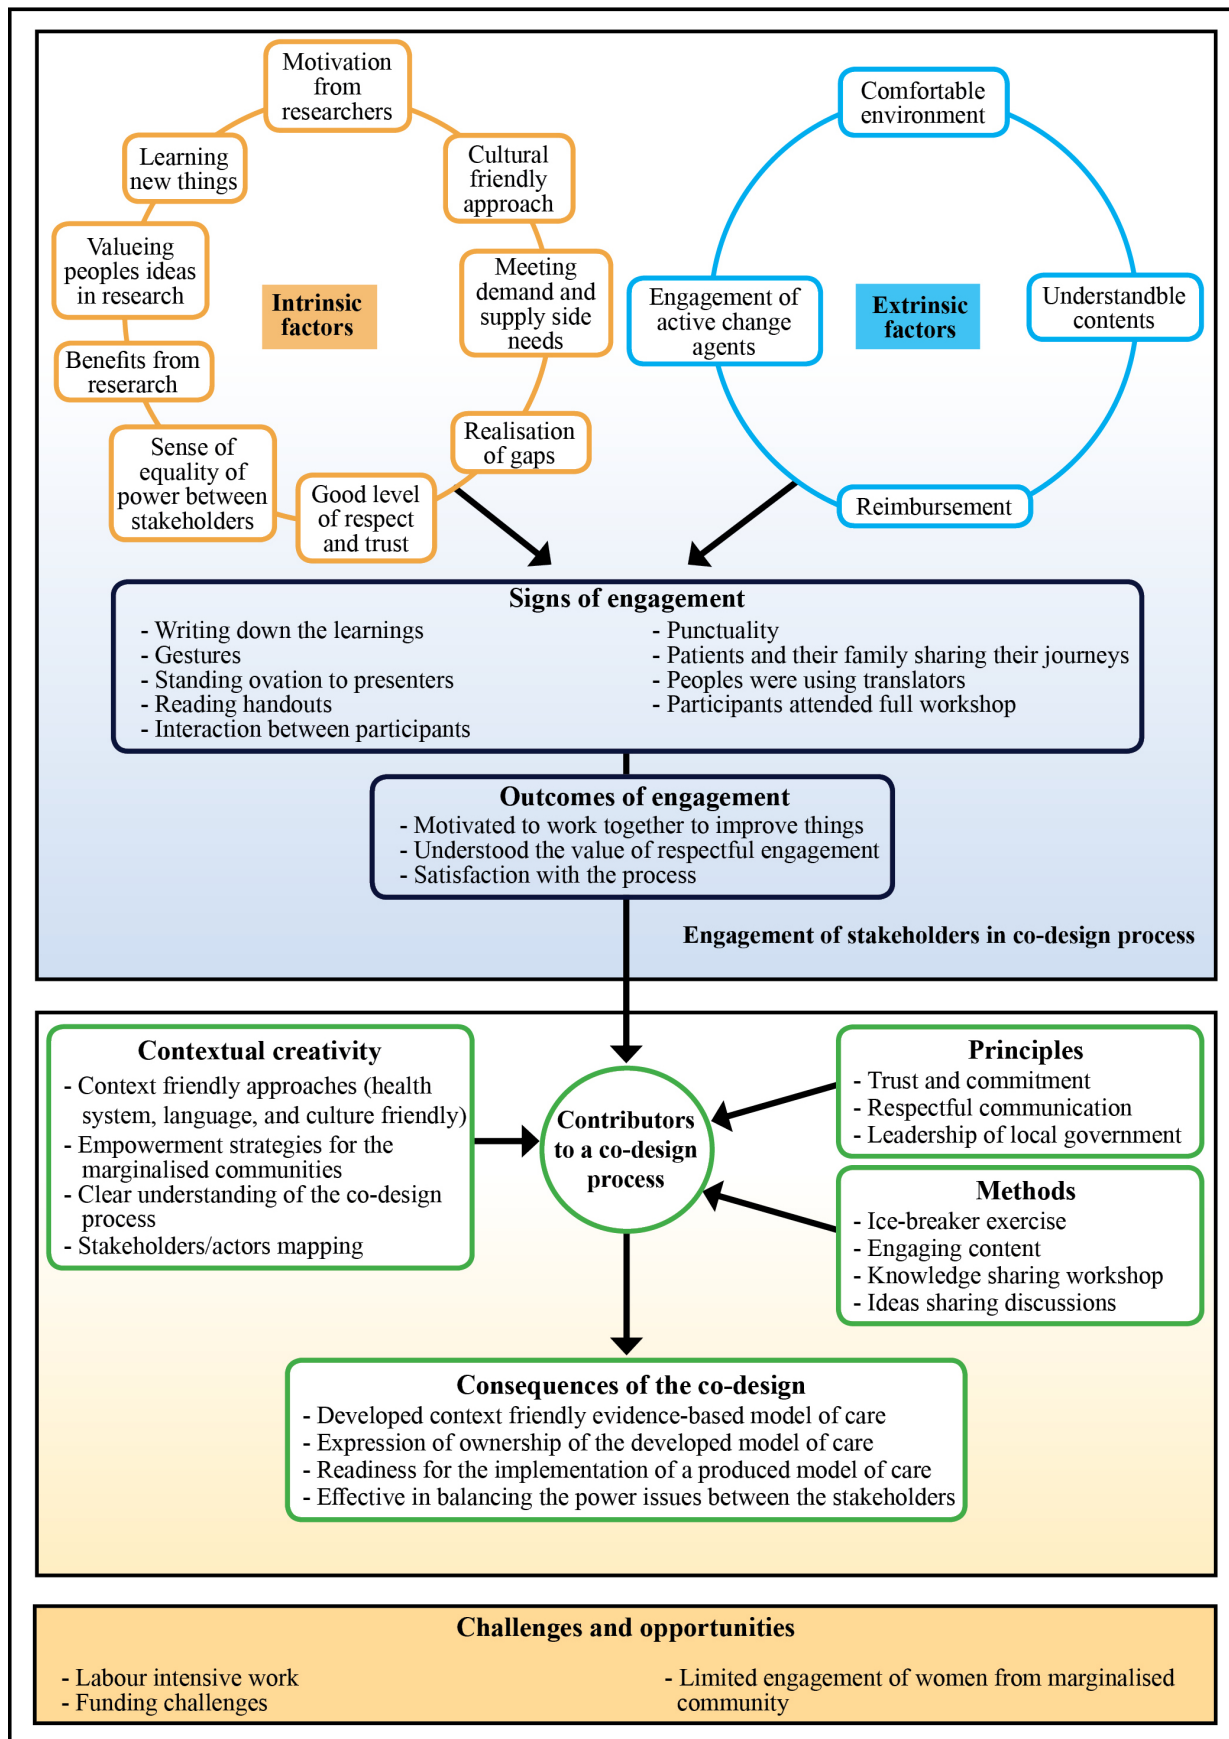 Motivation
from
researchers
Learning
new things
Cultural
friendly
approach
Valueing
peoples ideas
in research
Intrinsic
factors
Meeting
demand and
supply side
needs
Benefits from
reserarch
Realisation
of gaps
Sense of
equality of
power between
stakeholders
Good level
of respect
and trust
Comfortable
environment
Engagement of
active change
agents
Extrinsic
factors
Understandble
contents
Reimbursement
Signs of engagement
- Writing down the learnings
- Gestures
- Standing ovation to presenters
- Reading handouts
- Interaction between participants
- Punctuality
- Patients and their family sharing their journeys
- Peoples were using translators
- Participants attended full workshop
Outcomes of engagement
- Motivated to work together to improve things
- Understood the value of respectful engagement
- Satisfaction with the process
Engagement of stakeholders in co-design process
Contextual creativity
- Context friendly approaches (health
system, language, and culture friendly)
- Empowerment strategies for the
marginalised communities
- Clear understanding of the co-design
process
- Stakeholders/actors mapping
Contributors
to a co-design
process
Principles
- Trust and commitment
- Respectful communication
- Leadership of local government
Methods
- Ice-breaker exercise
- Engaging content
- Knowledge sharing workshop
- Ideas sharing discussions
Consequences of the co-design
- Developed context friendly evidence-based model of care
- Expression of ownership of the developed model of care
- Readiness for the implementation of a produced model of care
- Effective in balancing the power issues between the stakeholders
Challenges and opportunities
- Labour intensive work
- Funding challenges
- Limited engagement of women from marginalised
community